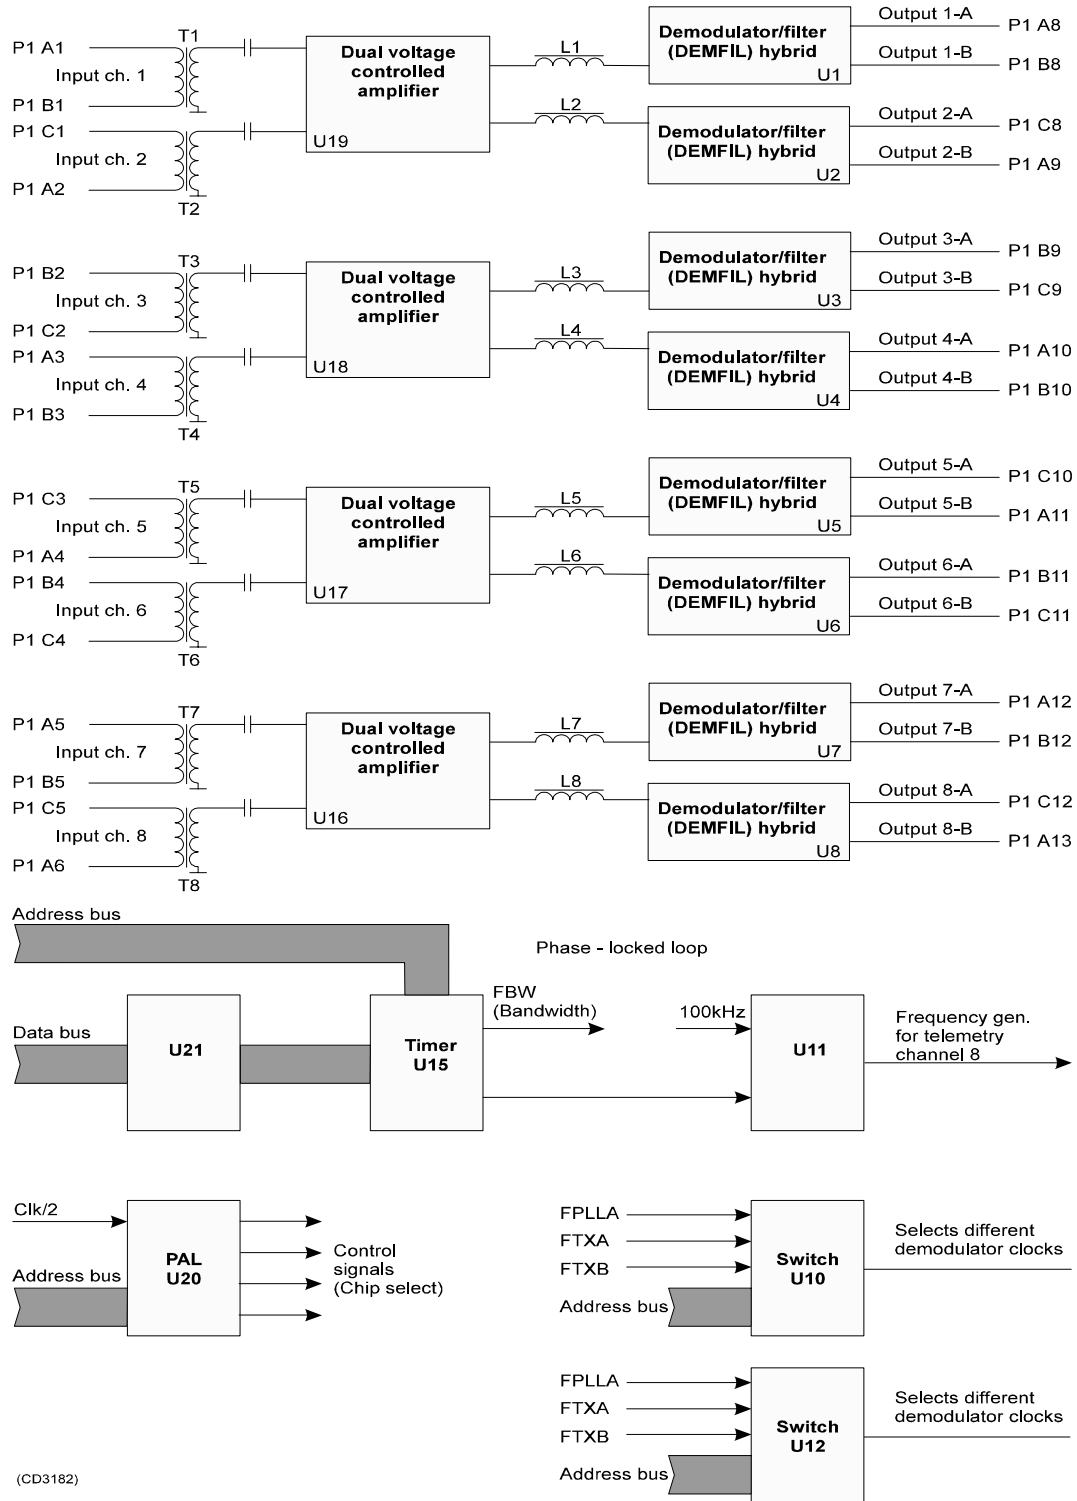 P1 A1
Input ch. 1
P1 B1
P1 C1
Input ch. 2
P1 A2
T1
T2
Dual voltage
controlled
amplifier
U19
L1
L2
Demodulator/filter
(DEMFIL) hybrid
U1
Demodulator/filter
(DEMFIL) hybrid
U2
Output 1-A
P1 A8
Output 1-B
P1 B8
Output 2-A
P1 C8
Output 2-B
P1 A9
P1 B2
Input ch. 3
P1 C2
P1 A3
Input ch. 4
P1 B3
T3
T4
Dual voltage
controlled
amplifier
U18
L3
L4
Demodulator/filter
(DEMFIL) hybrid
U3
Demodulator/filter
(DEMFIL) hybrid
U4
Output 3-A
P1 B9
Output 3-B
P1 C9
Output 4-A
P1 A10
Output 4-B
P1 B10
P1 C3
Input ch. 5
P1 A4
P1 B4
Input ch. 6
P1 C4
T5
T6
Dual voltage
controlled
amplifier
U17
L5
L6
Demodulator/filter
(DEMFIL) hybrid
U5
Demodulator/filter
(DEMFIL) hybrid
U6
Output 5-A
P1 C10
Output 5-B
P1 A11
Output 6-A
P1 B11
Output 6-B
P1 C11
P1 A5
Input ch. 7
P1 B5
P1 C5
Input ch. 8
P1 A6
T7
T8
Dual voltage
controlled
amplifier
U16
L7
L8
Demodulator/filter
(DEMFIL) hybrid
U7
Demodulator/filter
(DEMFIL) hybrid
U8
Output 7-A
P1 A12
Output 7-B
P1 B12
Output 8-A
P1 C12
Output 8-B
P1 A13
Address bus
Phase - locked loop
Data bus
U21
Timer
U15
FBW
(Bandwidth)
100kHz
U11
Frequency gen.
for telemetry
channel 8
Clk/2
Address bus
PAL
U20
Control
signals
(Chip select)
FPLLA
FTXA
FTXB
Address bus
Switch
U10
Selects different
demodulator clocks
FPLLA
FTXA
FTXB
Address bus
Switch
U12
Selects different
demodulator clocks
(CD3182)